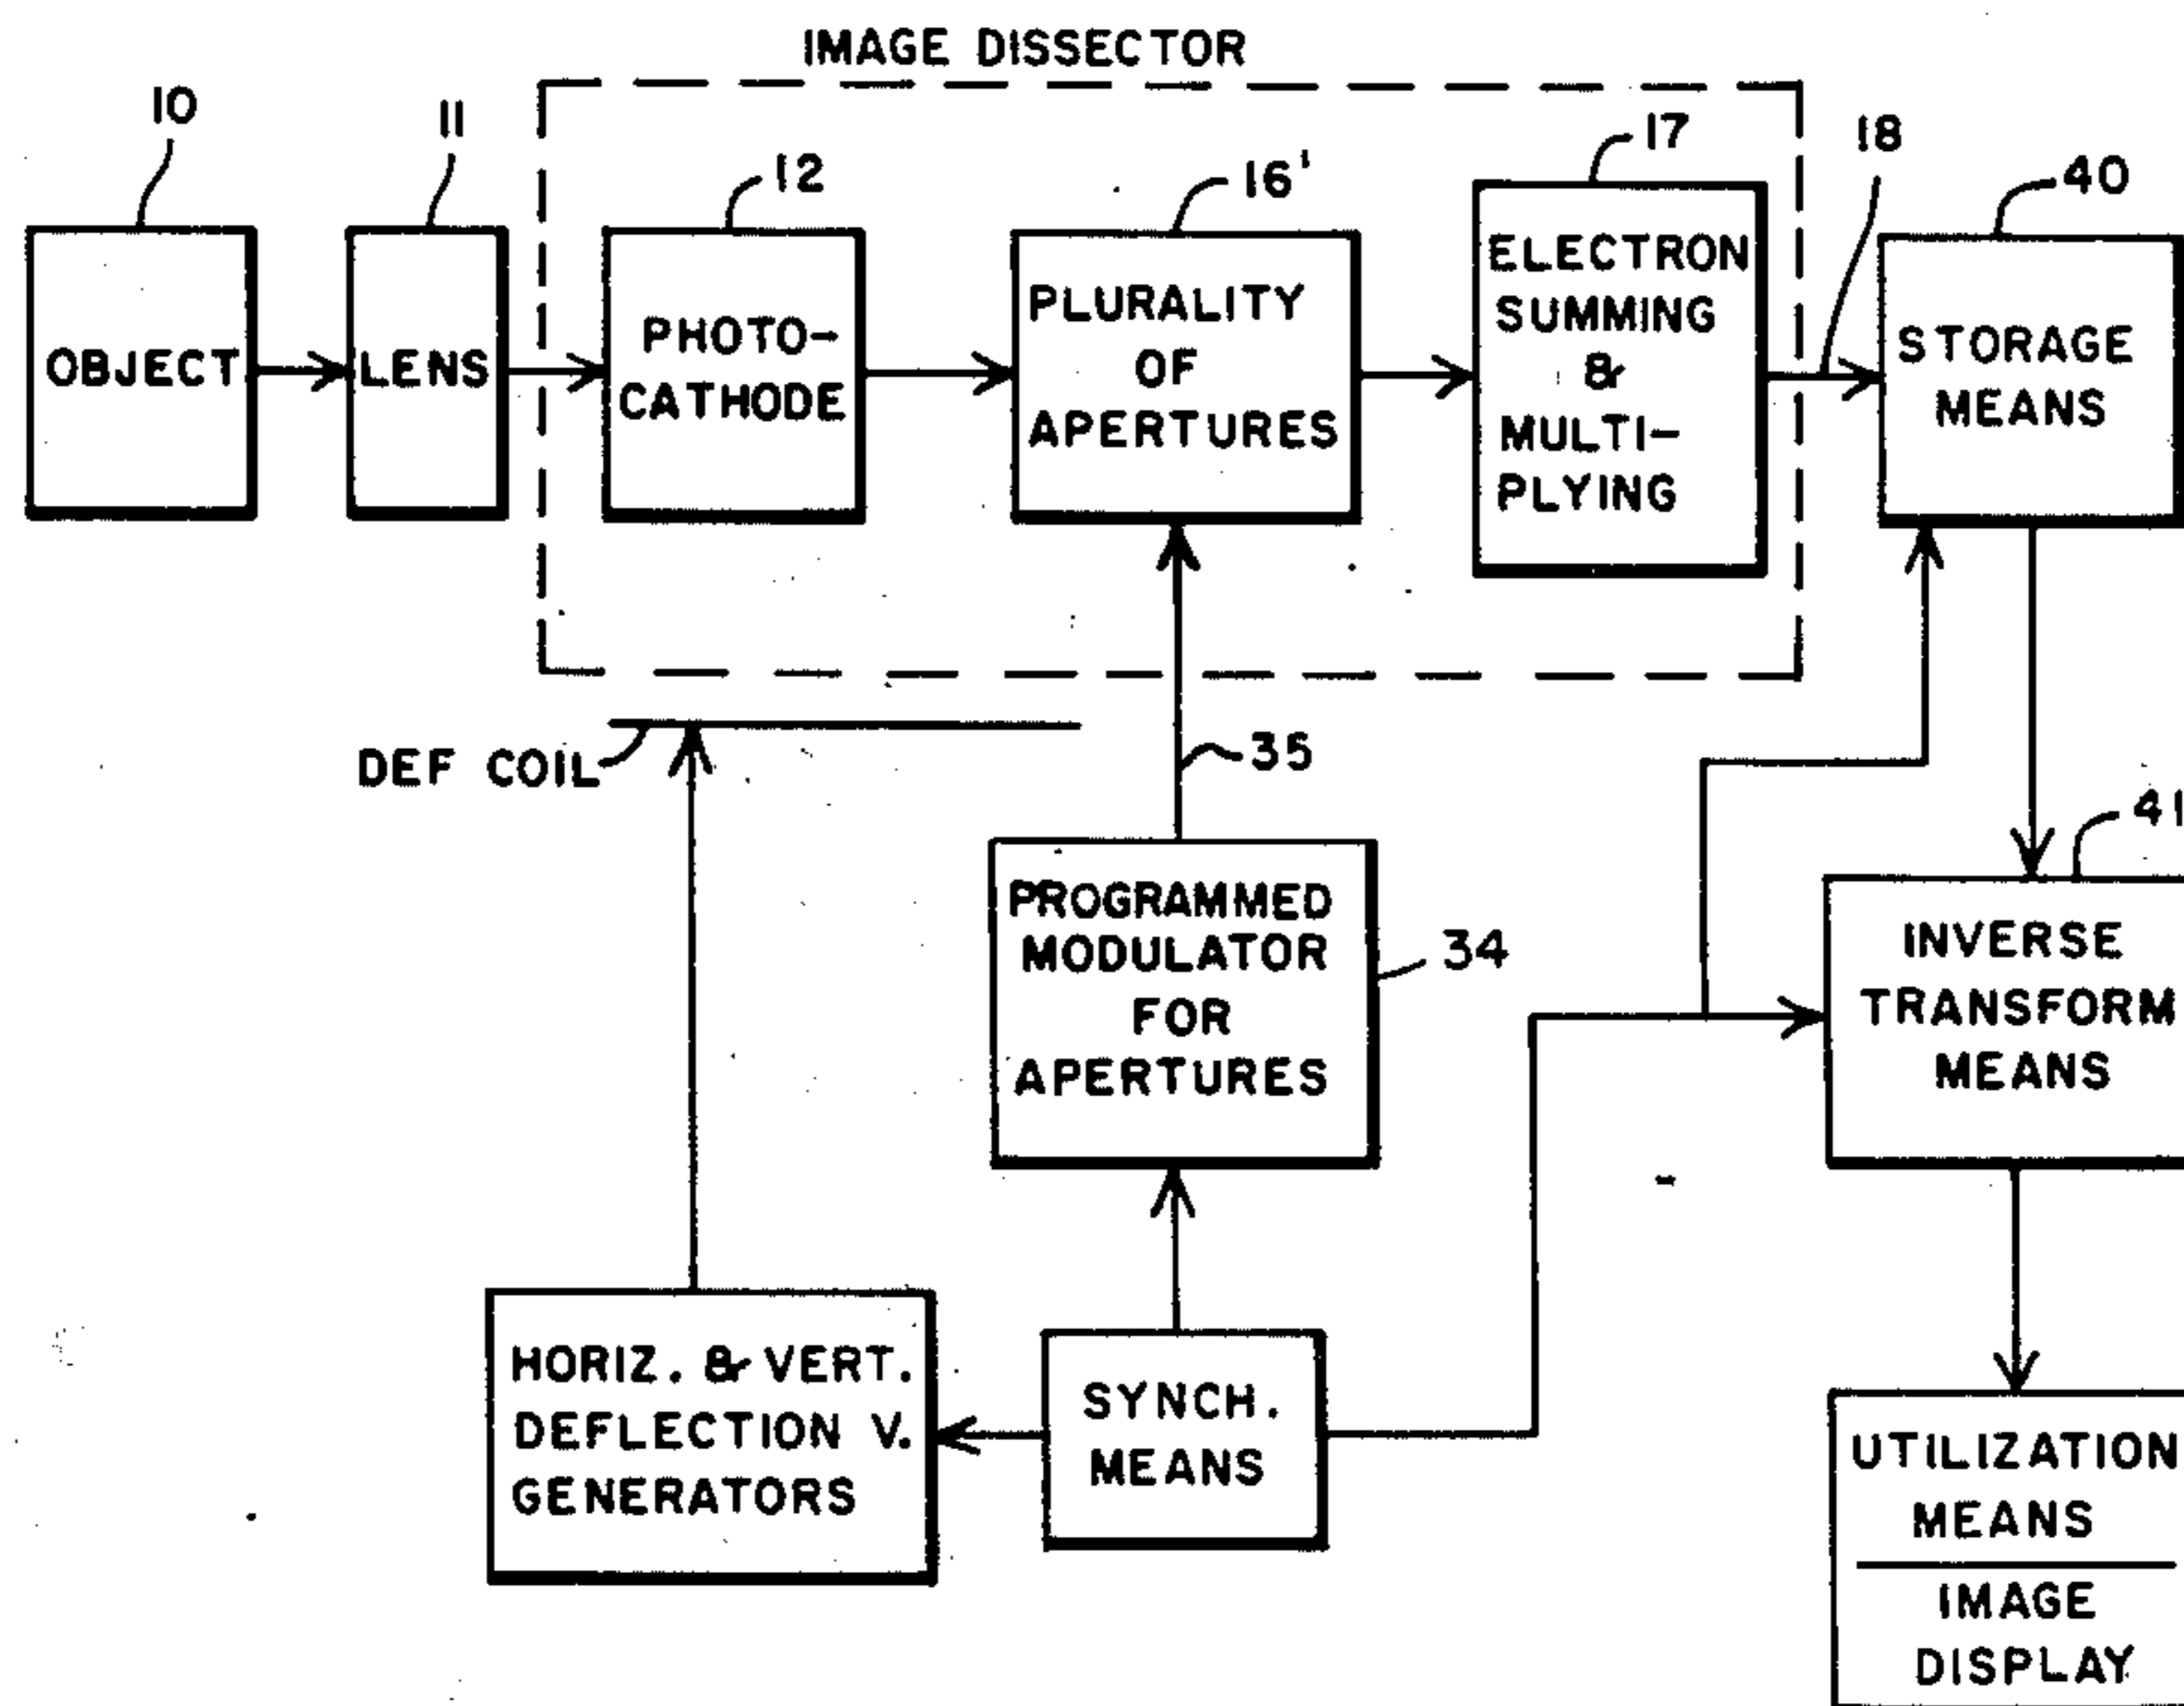 IMAGE DISSECTOR
10
11
12
16'
17
18
40
OBJECT
LENS
PHOTO-
CATHODE
PLURALITY
OF
APERTURES
ELECTRON
SUMMING
&
MULTI-
PLYING
STORAGE
MEANS
DEF COIL
35
41
PROGRAMMED
MODULATOR
FOR
APERTURES
34
INVERSE
TRANSFORM
MEANS
HORIZ. & VERT.
DEFLECTION V.
GENERATORS
SYNCH.
MEANS
UTILIZATION
MEANS
IMAGE
DISPLAY